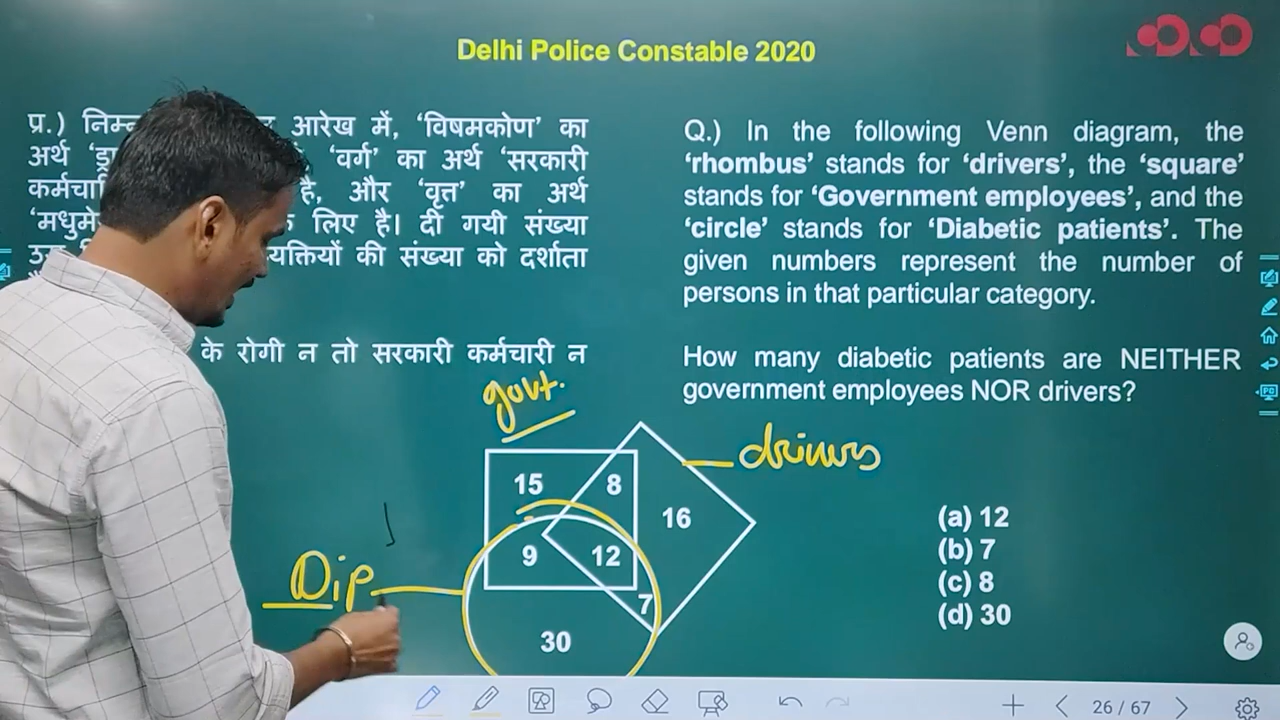 Delhi Police Constable 2020
प्र.) आरेख में, ‘विषमकोण’ का
अर्थ ‘वर्ग’ का अर्थ ‘सरकारी
है, और ‘वृत्त’ का अर्थ
लिए है। दी गयी संख्या
व्यक्तियों की संख्या को दर्शाता
के रोगी न तो सरकारी कर्मचारी न
Q.) In the following Venn diagram, the
‘rhombus’ stands for ‘drivers’, the ‘square’
stands for ‘Government employees’, and the
‘circle’ stands for ‘Diabetic patients’. The
given numbers represent the number of
persons in that particular category.
How many diabetic patients are NEITHER
government employees NOR drivers?
govt.
drivers
15 8
16
9 12
7
30
Dip
(a) 12
(b) 7
(c) 8
(d) 30
26 / 67